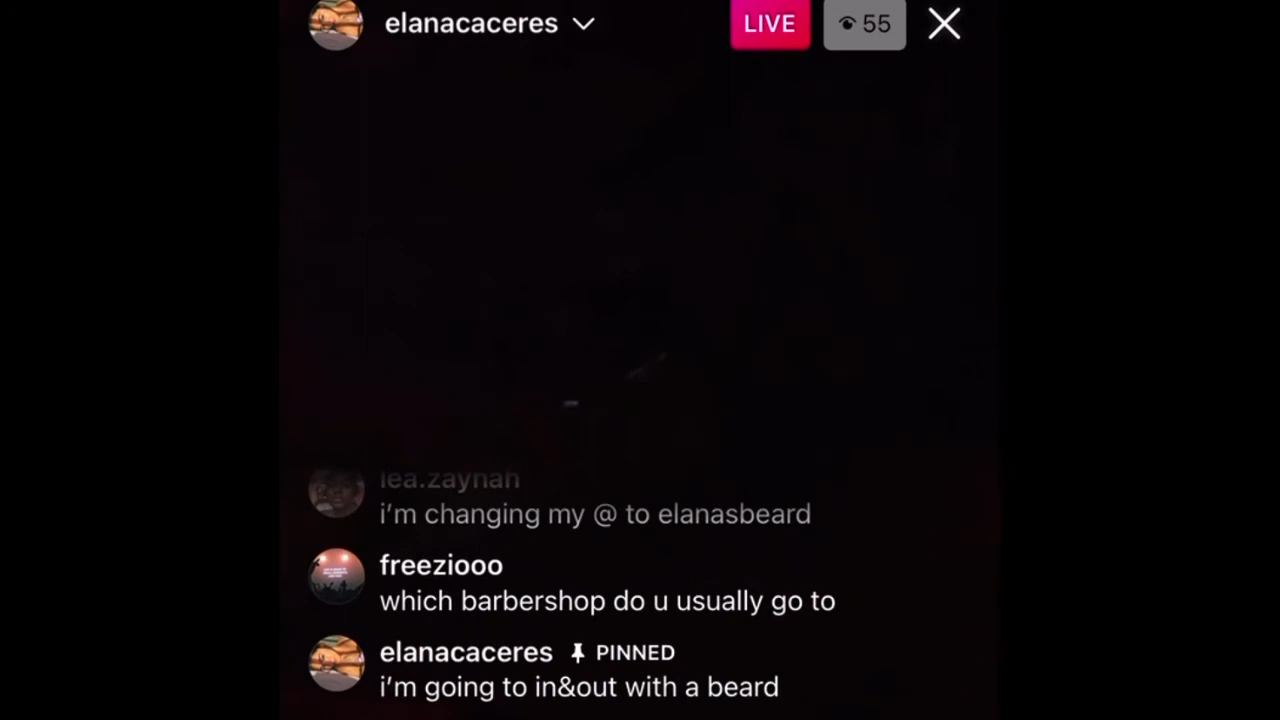 elanacaceres
LIVE
55
lea.zaynah
i’m changing my @ to elanasbeard
freeziooo
which barbershop do u usually go to
elanacaceres PINNED
i’m going to in&out with a beard